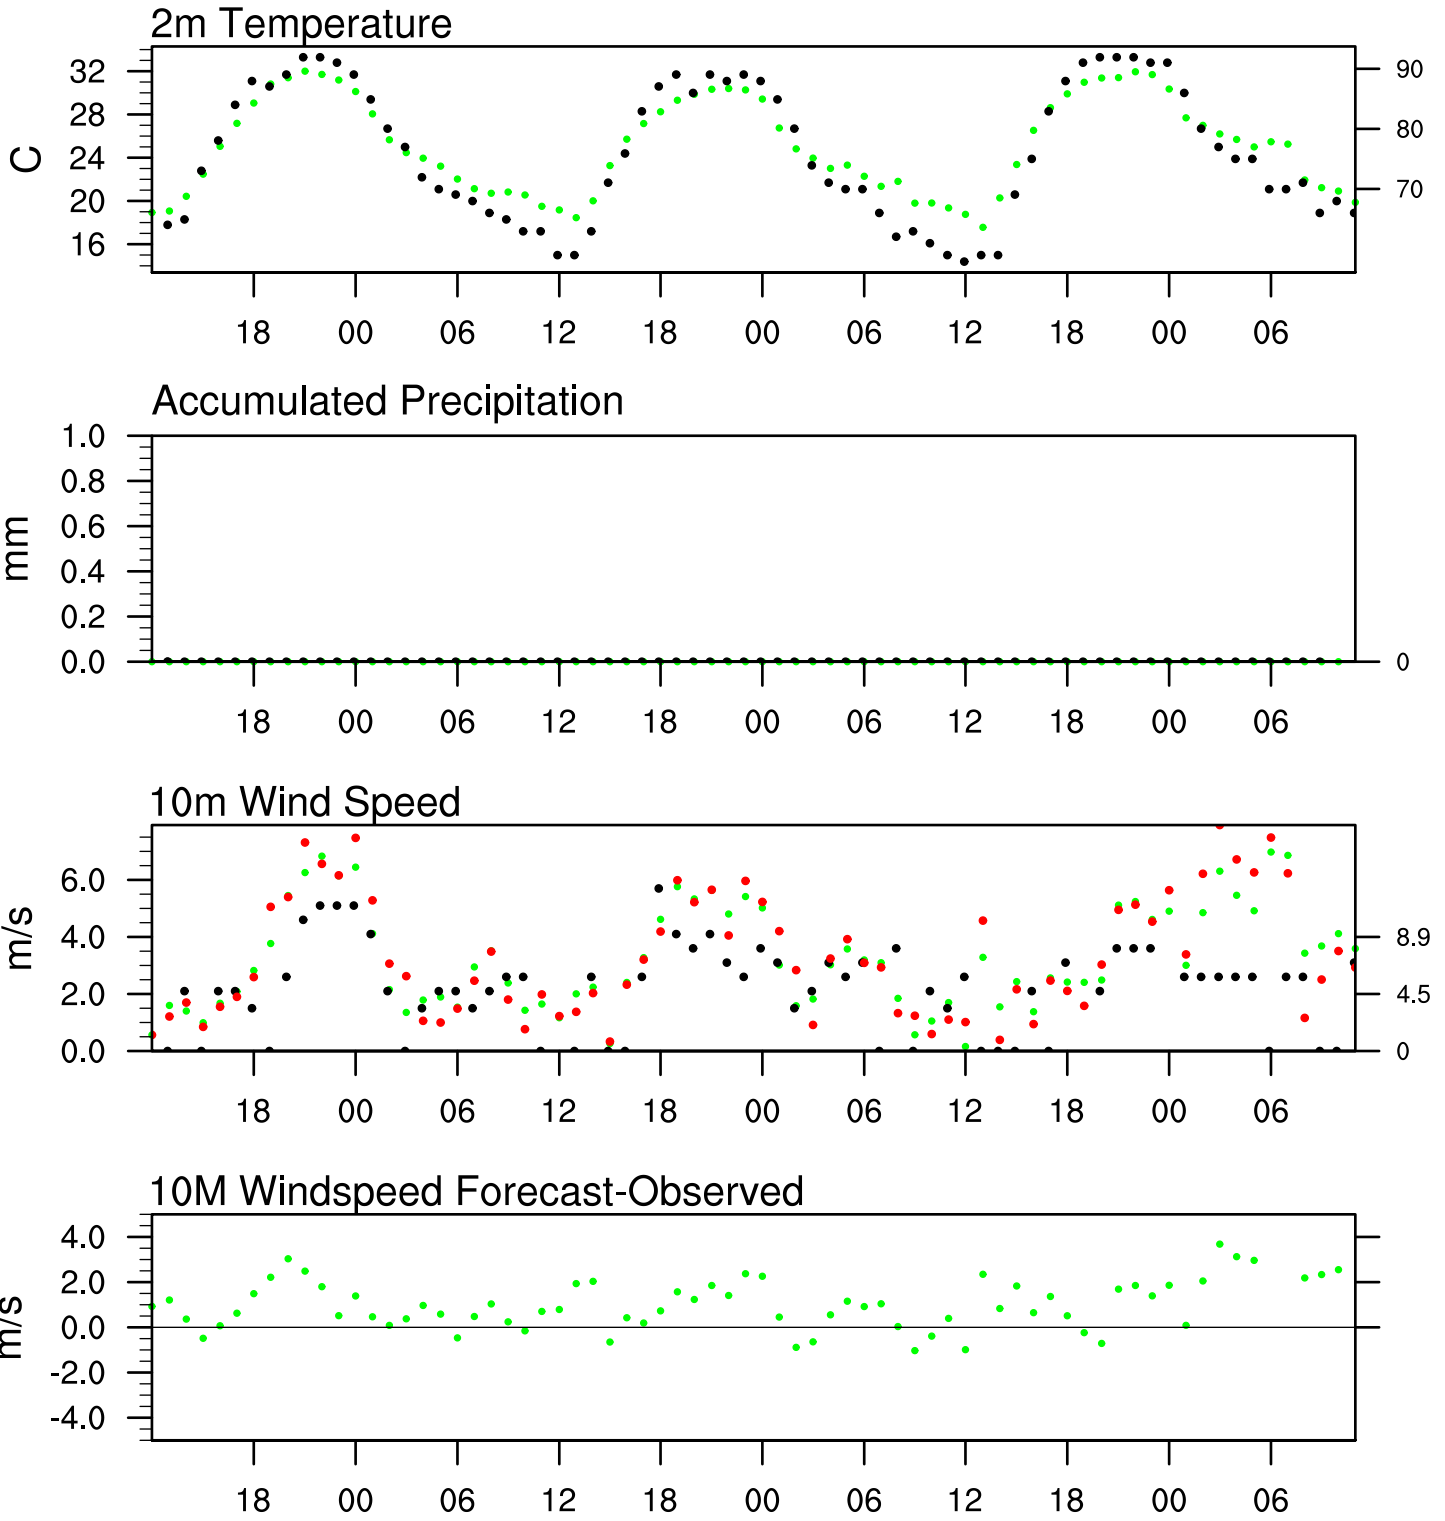 2m Temperature
32
28
24
20
16
C
90
80
70
18 00 06 12 18 00 06 12 18 00 06
Accumulated Precipitation
1.0
0.8
0.6
0.4
0.2
0.0
mm
0
18 00 06 12 18 00 06 12 18 00 06
10m Wind Speed
6.0
4.0
2.0
0.0
m/s
8.9
4.5
0
18 00 06 12 18 00 06 12 18 00 06
10M Windspeed Forecast-Observed
4.0
2.0
0.0
-2.0
-4.0
m/s
18 00 06 12 18 00 06 12 18 00 06